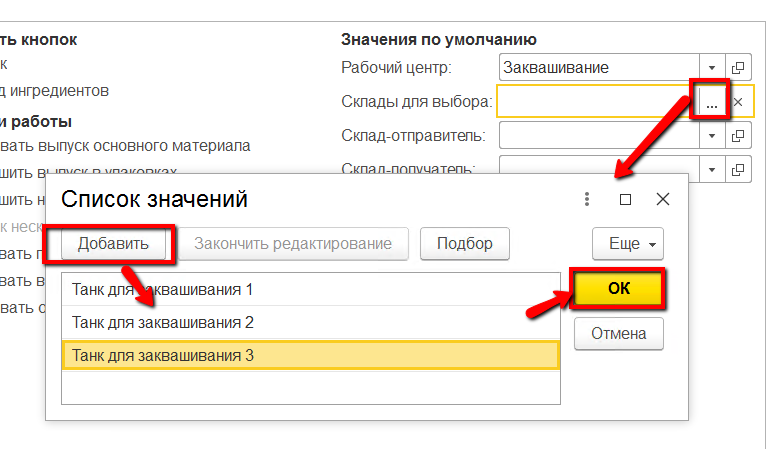 ть кнопок
к
д ингредиентов
и работы
вать выпуск основного материала
шить выпуск в упаковках
шить н
к неск
вать п
вать в
вать с
Значения по умолчанию
Рабочий центр: Заквашивание
Склады для выбора: ...
Склад-отправитель:
Склад-получатель:
Список значений
Добавить Закончить редактирование Подбор Еще
Танк для заквашивания 1
Танк для заквашивания 2
Танк для заквашивания 3
ОК
Отмена